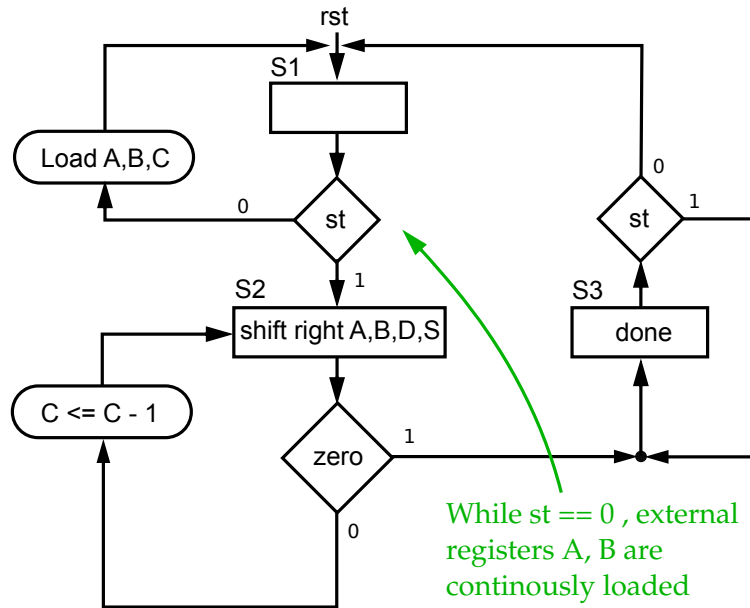 rst
S1
Load A,B,C
0
st
1
0
st
1
S2
shift right A,B,D,S
S3
done
C <= C - 1
zero
1
0
While st == 0 , external
registers A, B are
continously loaded